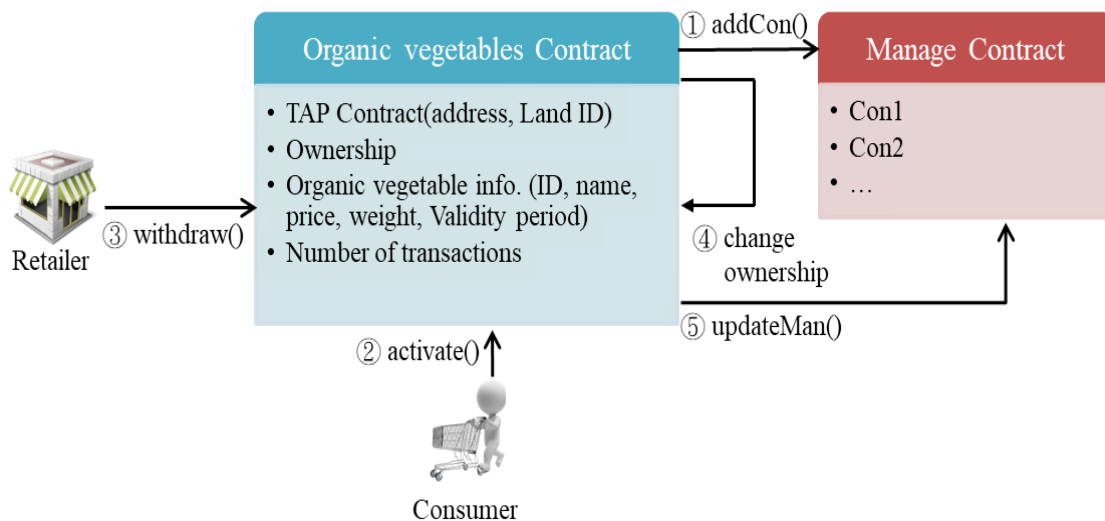 Organic vegetables Contract
① addCon()
Manage Contract
• TAP Contract(address, Land ID)
• Ownership
• Organic vegetable info. (ID, name,
price, weight, Validity period)
• Number of transactions
• Con1
• Con2
• …
③ withdraw()
Retailer
④ change
ownership
⑤ updateMan()
② activate()
Consumer